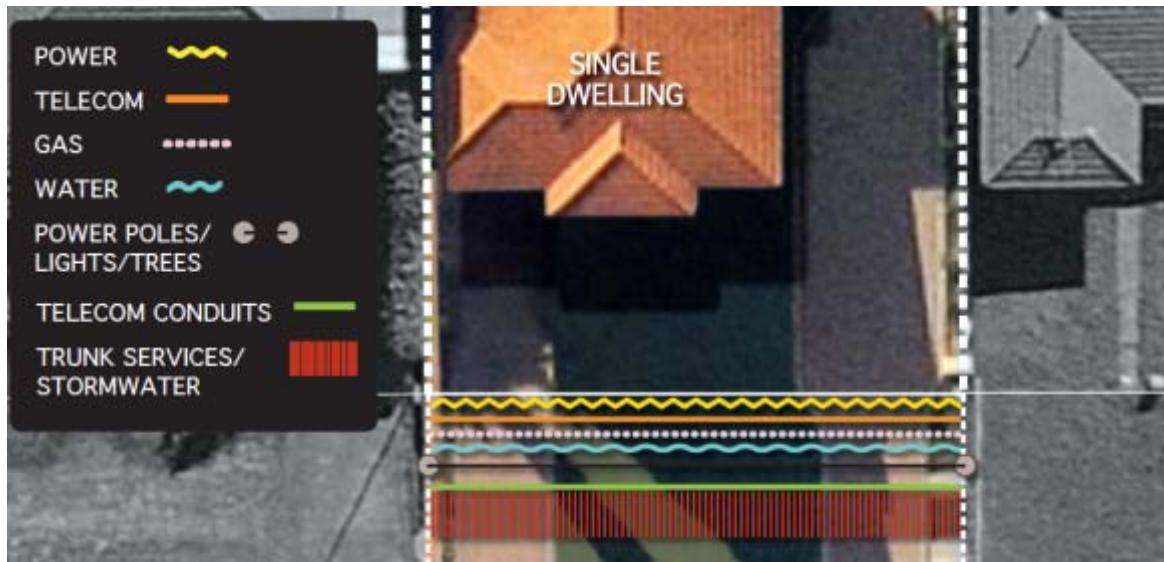 POWER
TELECOM
GAS
WATER
POWER POLES/
LIGHTS/TREES
TELECOM CONDUITS
TRUNK SERVICES/
STORMWATER
SINGLE
DWELLING